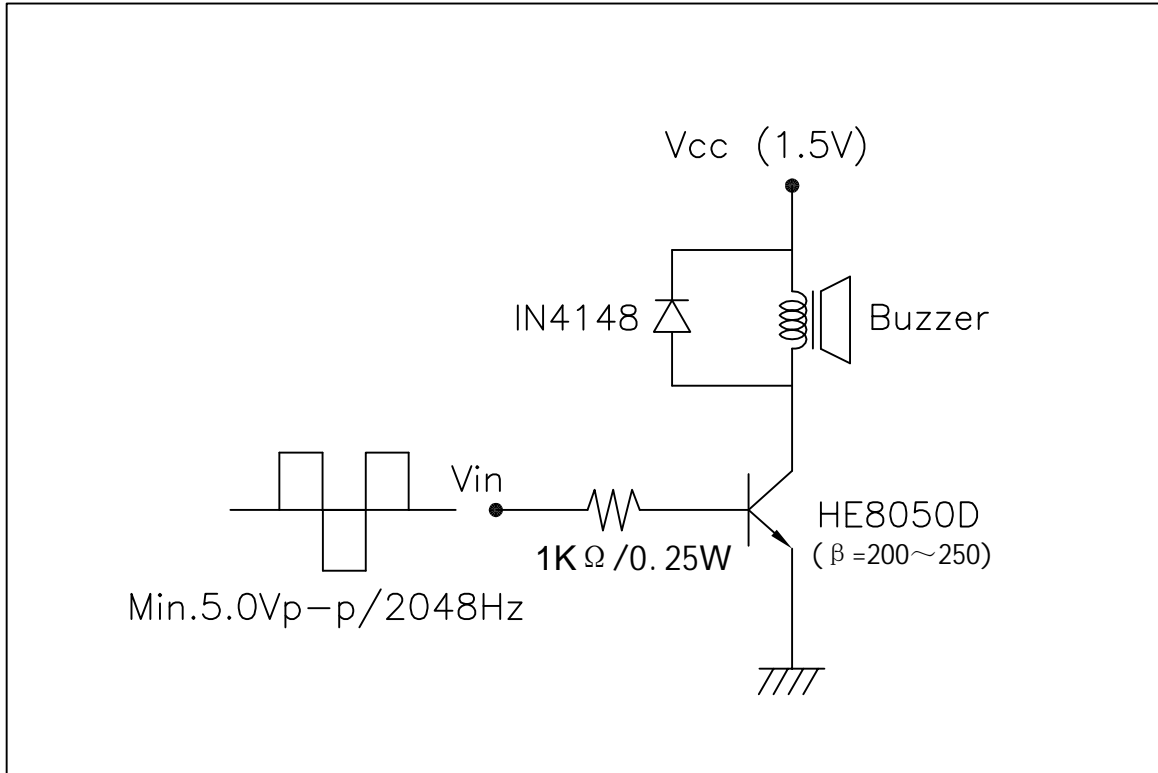 Vcc (1.5V)
IN4148
Buzzer
Vin
HE8050D
1KΩ/0.25W
(β=200～250)
Min.5.0Vp-p/2048Hz